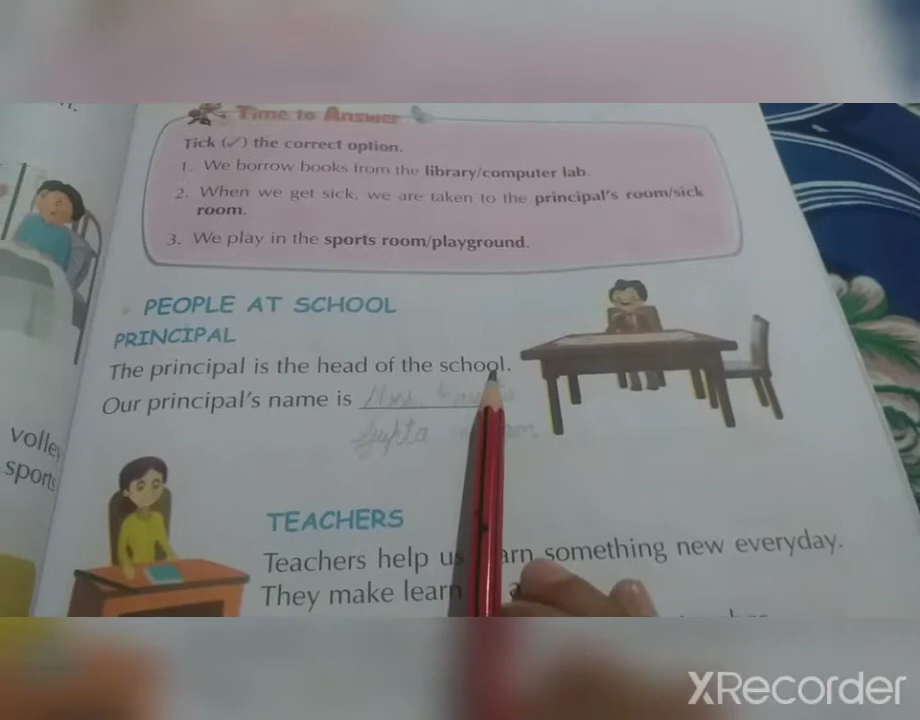 Time to Answer
Tick (✓) the correct option.
1. We borrow books from the library/computer lab.
2. When we get sick, we are taken to the principal's room/sick
room.
3. We play in the sports room/playground.
PEOPLE AT SCHOOL
PRINCIPAL
The principal is the head of the school.
Our principal's name is
Gupta
volley
sports
TEACHERS
Teachers help us something new everyday.
They make learn
XRecorder